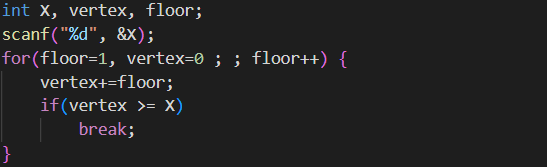 int X, vertex, floor;
scanf("%d", &X);
for(floor=1, vertex=0 ; ; floor++) {
    vertex+=floor;
    if(vertex >= X)
        break;
}